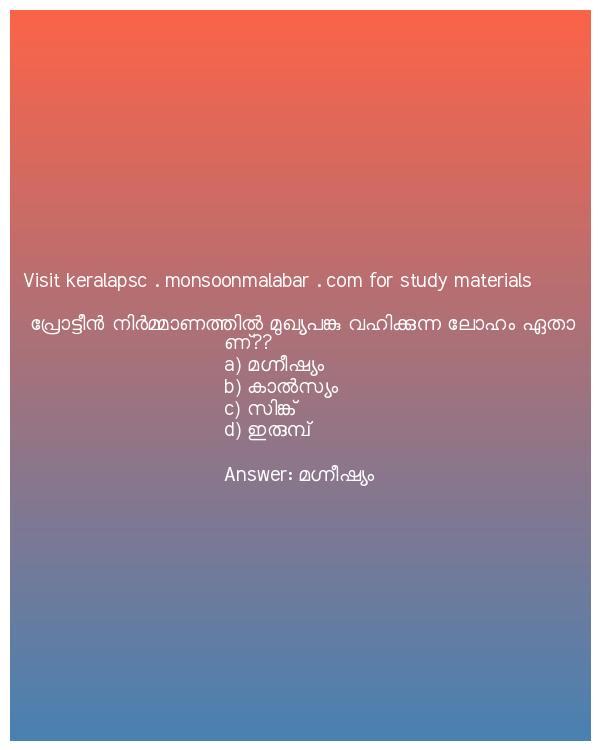 Visit keralapsc . monsoonmalabar . com for study materials
പ്രോട്ടീൻ നിർമ്മാണത്തിൽ മുഖ്യപങ്കു വഹിക്കുന്ന ലോഹം ഏതാ
ണ്??
a) മഗ്നീഷ്യം
b) കാൽസ്യം
c) സിങ്ക്
d) ഇരുമ്പ്
Answer: മഗ്നീഷ്യം